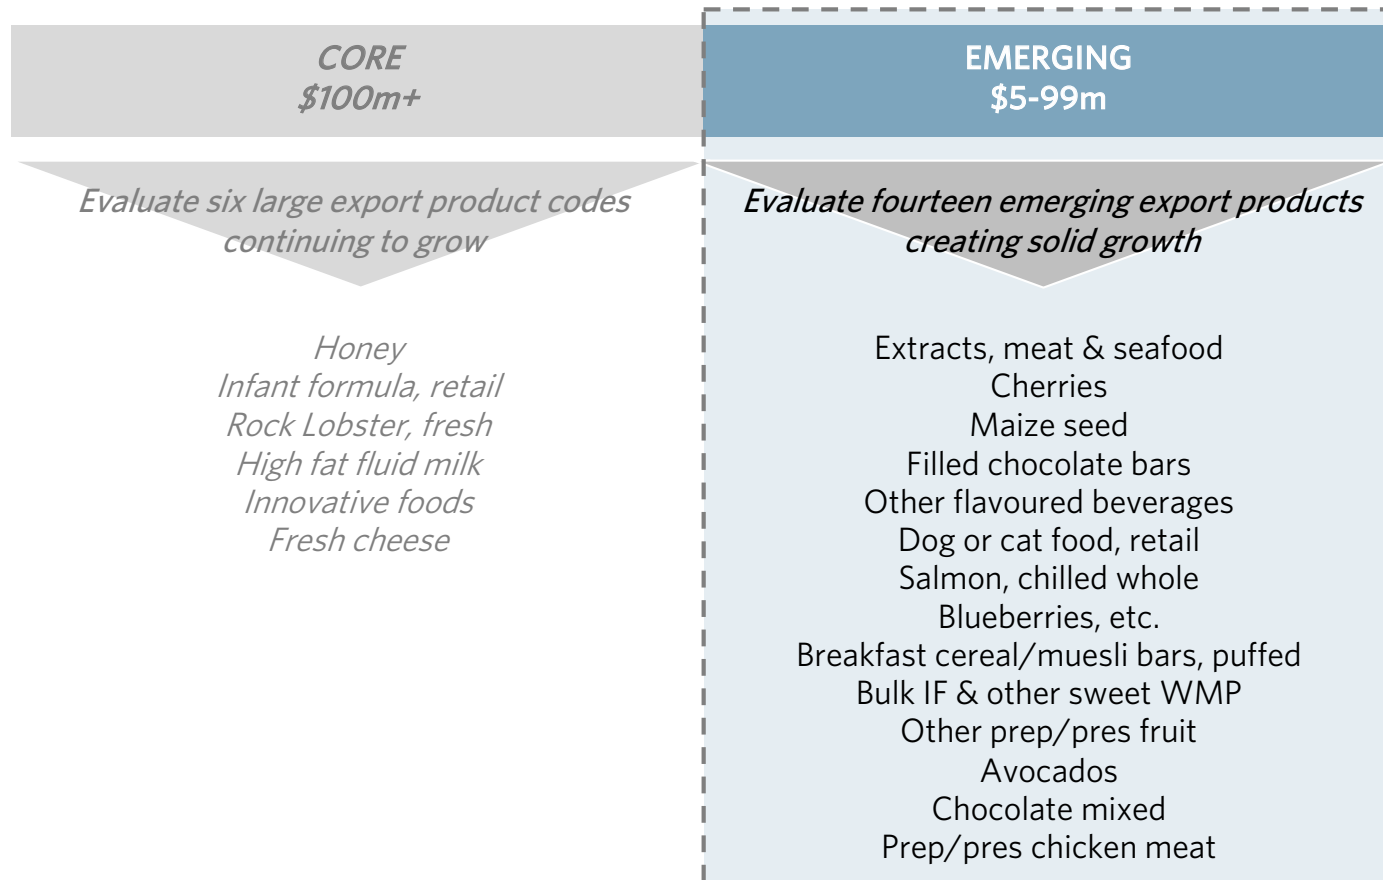 CORE
$100m+
Evaluate six large export product codes
continuing to grow
Honey
Infant formula, retail
Rock Lobster, fresh
High fat fluid milk
Innovative foods
Fresh cheese
EMERGING
$5-99m
Evaluate fourteen emerging export products
creating solid growth
Extracts, meat & seafood
Cherries
Maize seed
Filled chocolate bars
Other flavoured beverages
Dog or cat food, retail
Salmon, chilled whole
Blueberries, etc.
Breakfast cereal/muesli bars, puffed
Bulk IF & other sweet WMP
Other prep/pres fruit
Avocados
Chocolate mixed
Prep/pres chicken meat